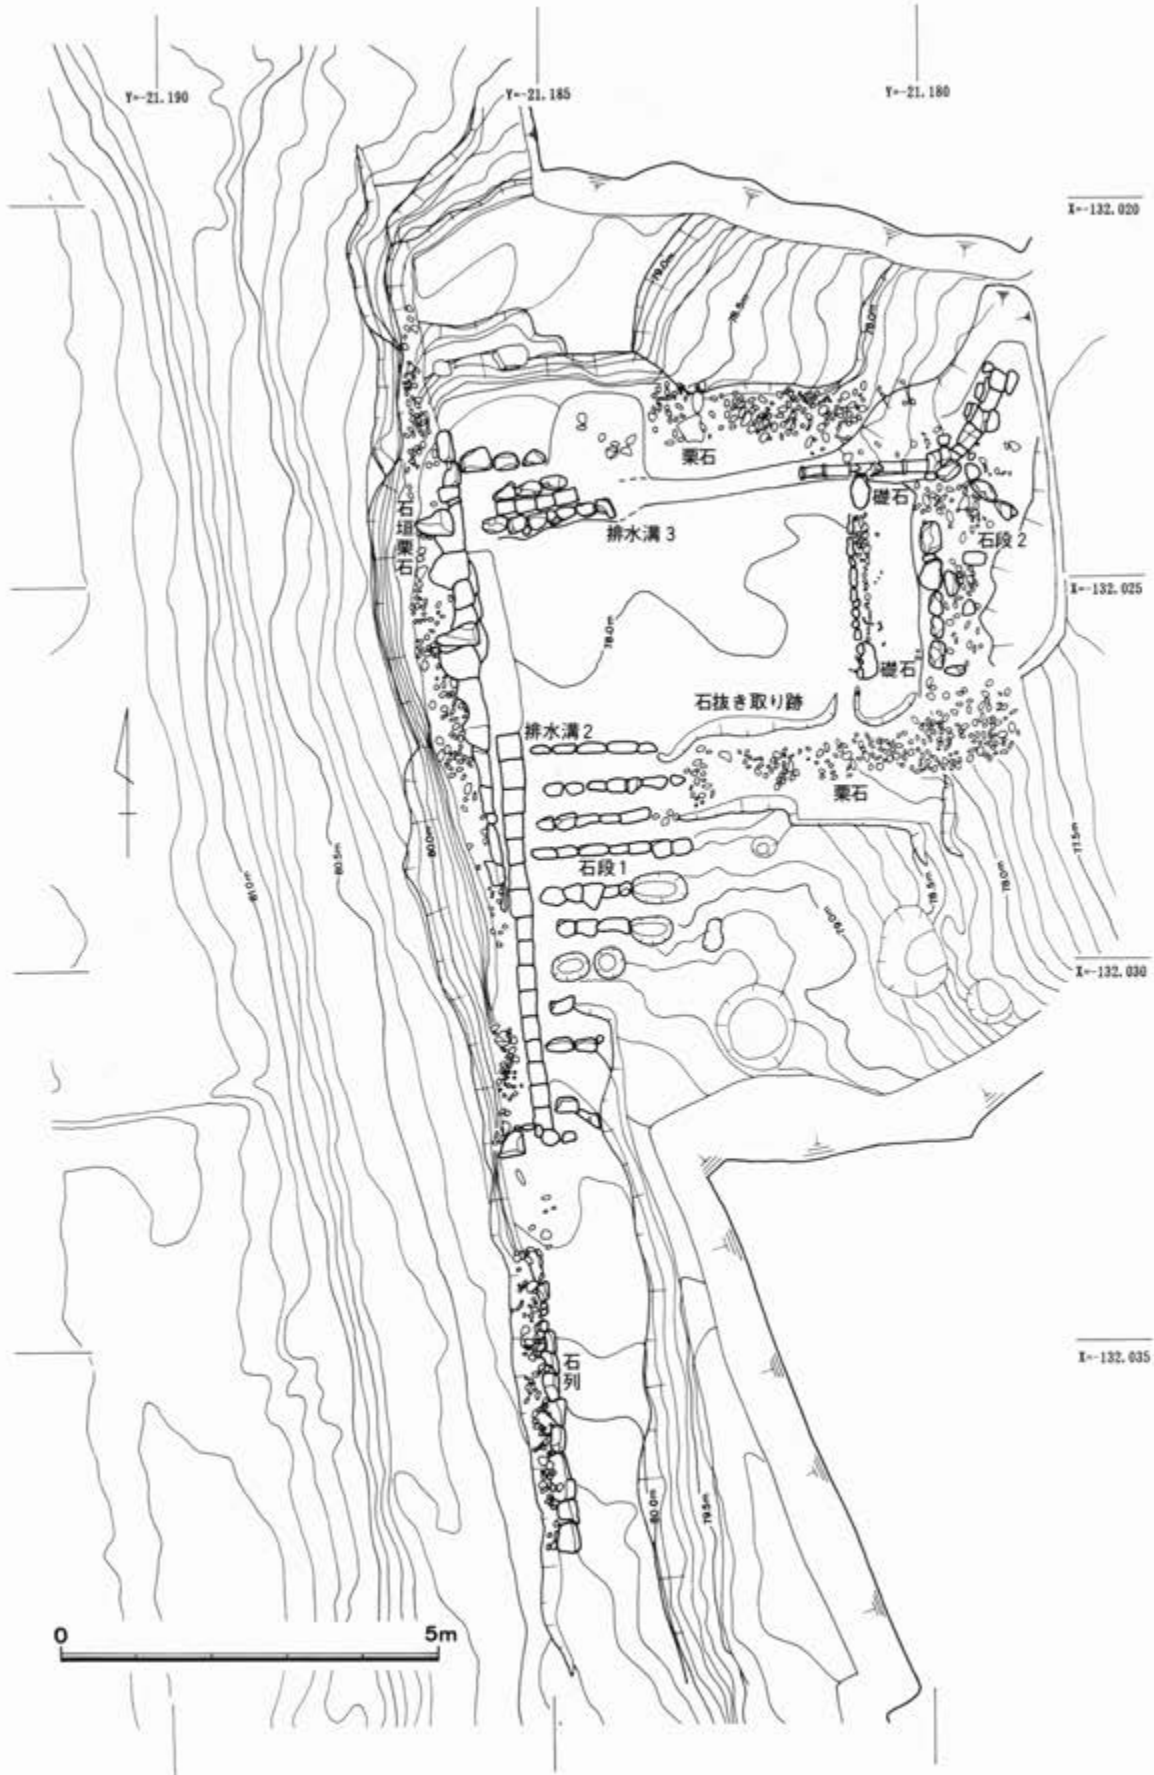 Y=-21.190
Y=-21.185
Y=-21.180
X=-132.020
79.0m
78.5m
78.0m
栗石
礎石
石垣栗石
排水溝3
石段2
X=-132.025
78.0m
礎石
石抜き取り跡
排水溝2
栗石
80.0m
80.5m
81.0m
石段1
77.5m
78.0m
78.5m
79.0m
X=-132.030
石列
X=-132.035
80.0m
79.5m
0
5m